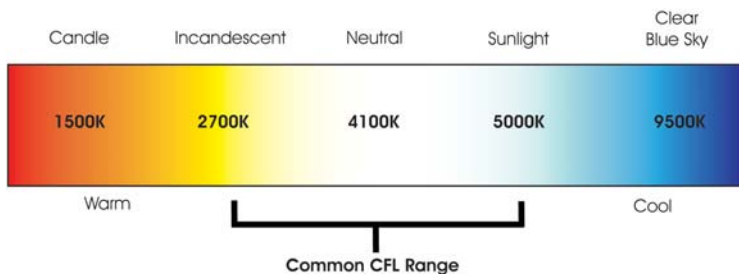 Candle Incandescent Neutral Sunlight Clear
Blue Sky
1500K 2700K 4100K 5000K 9500K
Warm Cool
Common CFL Range